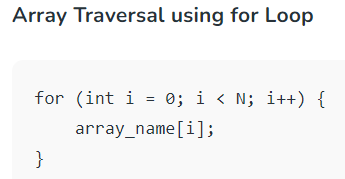 Array Traversal using for Loop
for (int i = 0; i < N; i++) {
    array_name[i];
}